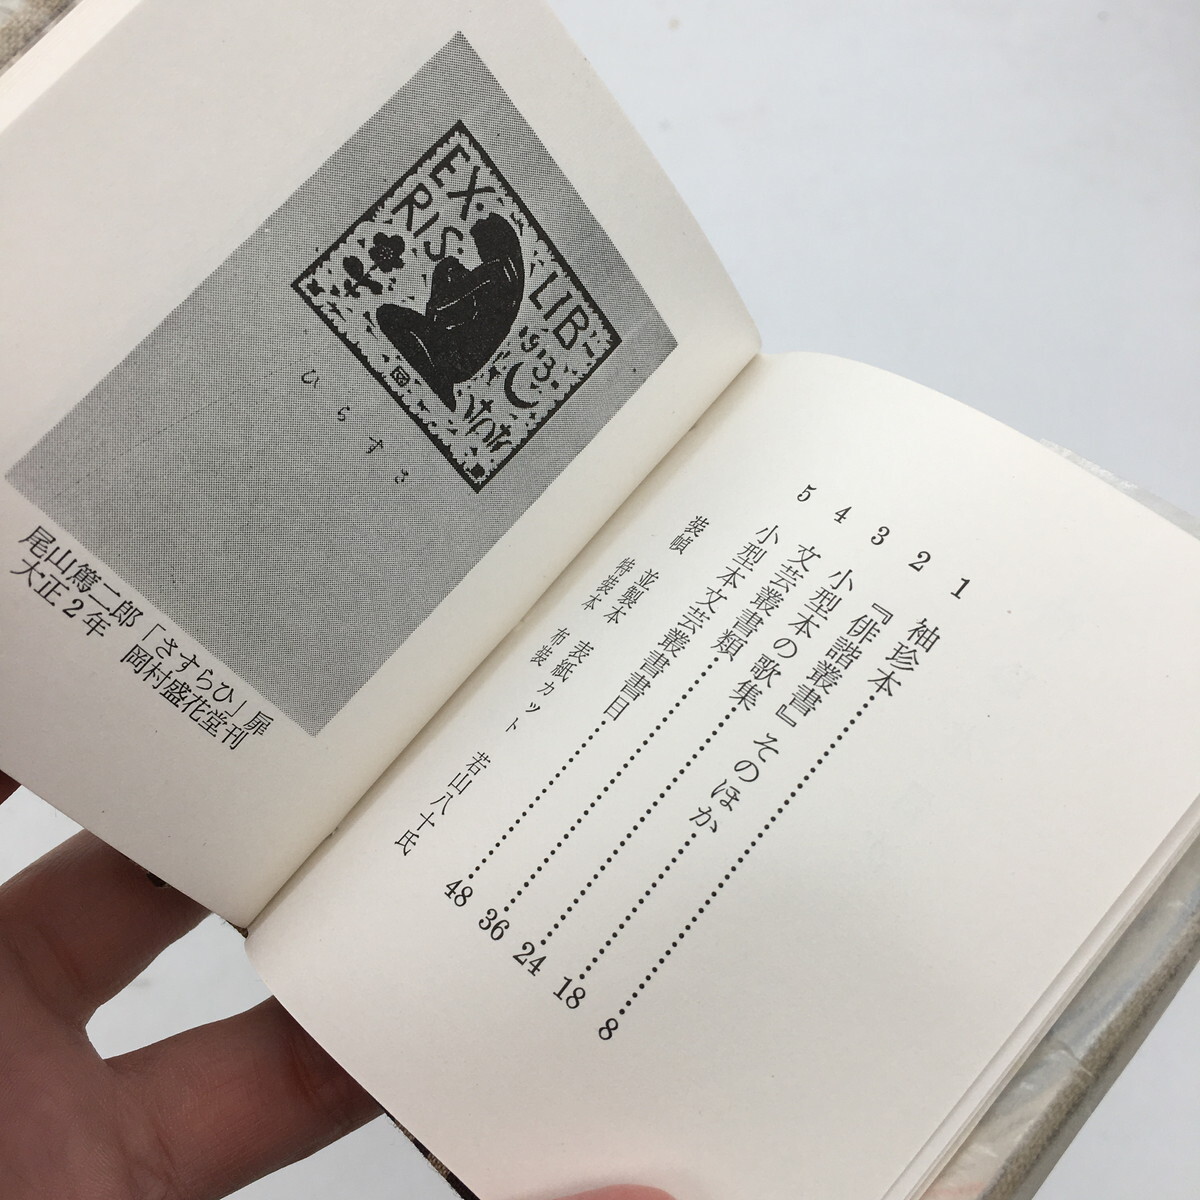 1 袖珍本……8
2 『俳諧叢書』そのほか……18
3 小型本の歌集……24
4 文芸叢書類……36
5 小型本文芸叢書書目……48
装幀 並製本 表紙カット 若山八十氏
特装本 布装
EX.LIB-
RIS.
1913
さすらひ
尾山篤二郎「さすらひ」扉
大正2年 岡村盛花堂刊